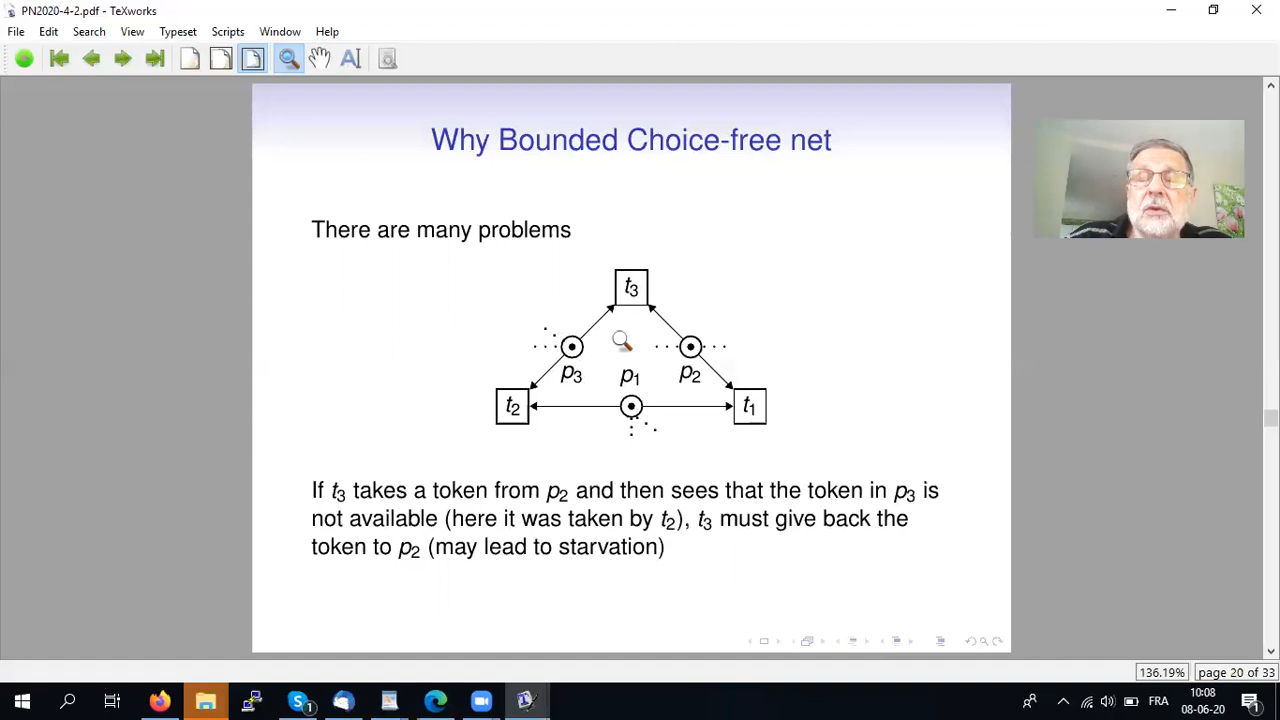 PN2020-4-2.pdf - TeXworks
File Edit Search View Typeset Scripts Window Help
Why Bounded Choice-free net
There are many problems
t3
p3 p1 p2
t2 t1
If t3 takes a token from p2 and then sees that the token in p3 is
not available (here it was taken by t2), t3 must give back the
token to p2 (may lead to starvation)
136.19% page 20 of 33
10:08
FRA
08-06-20
1
1